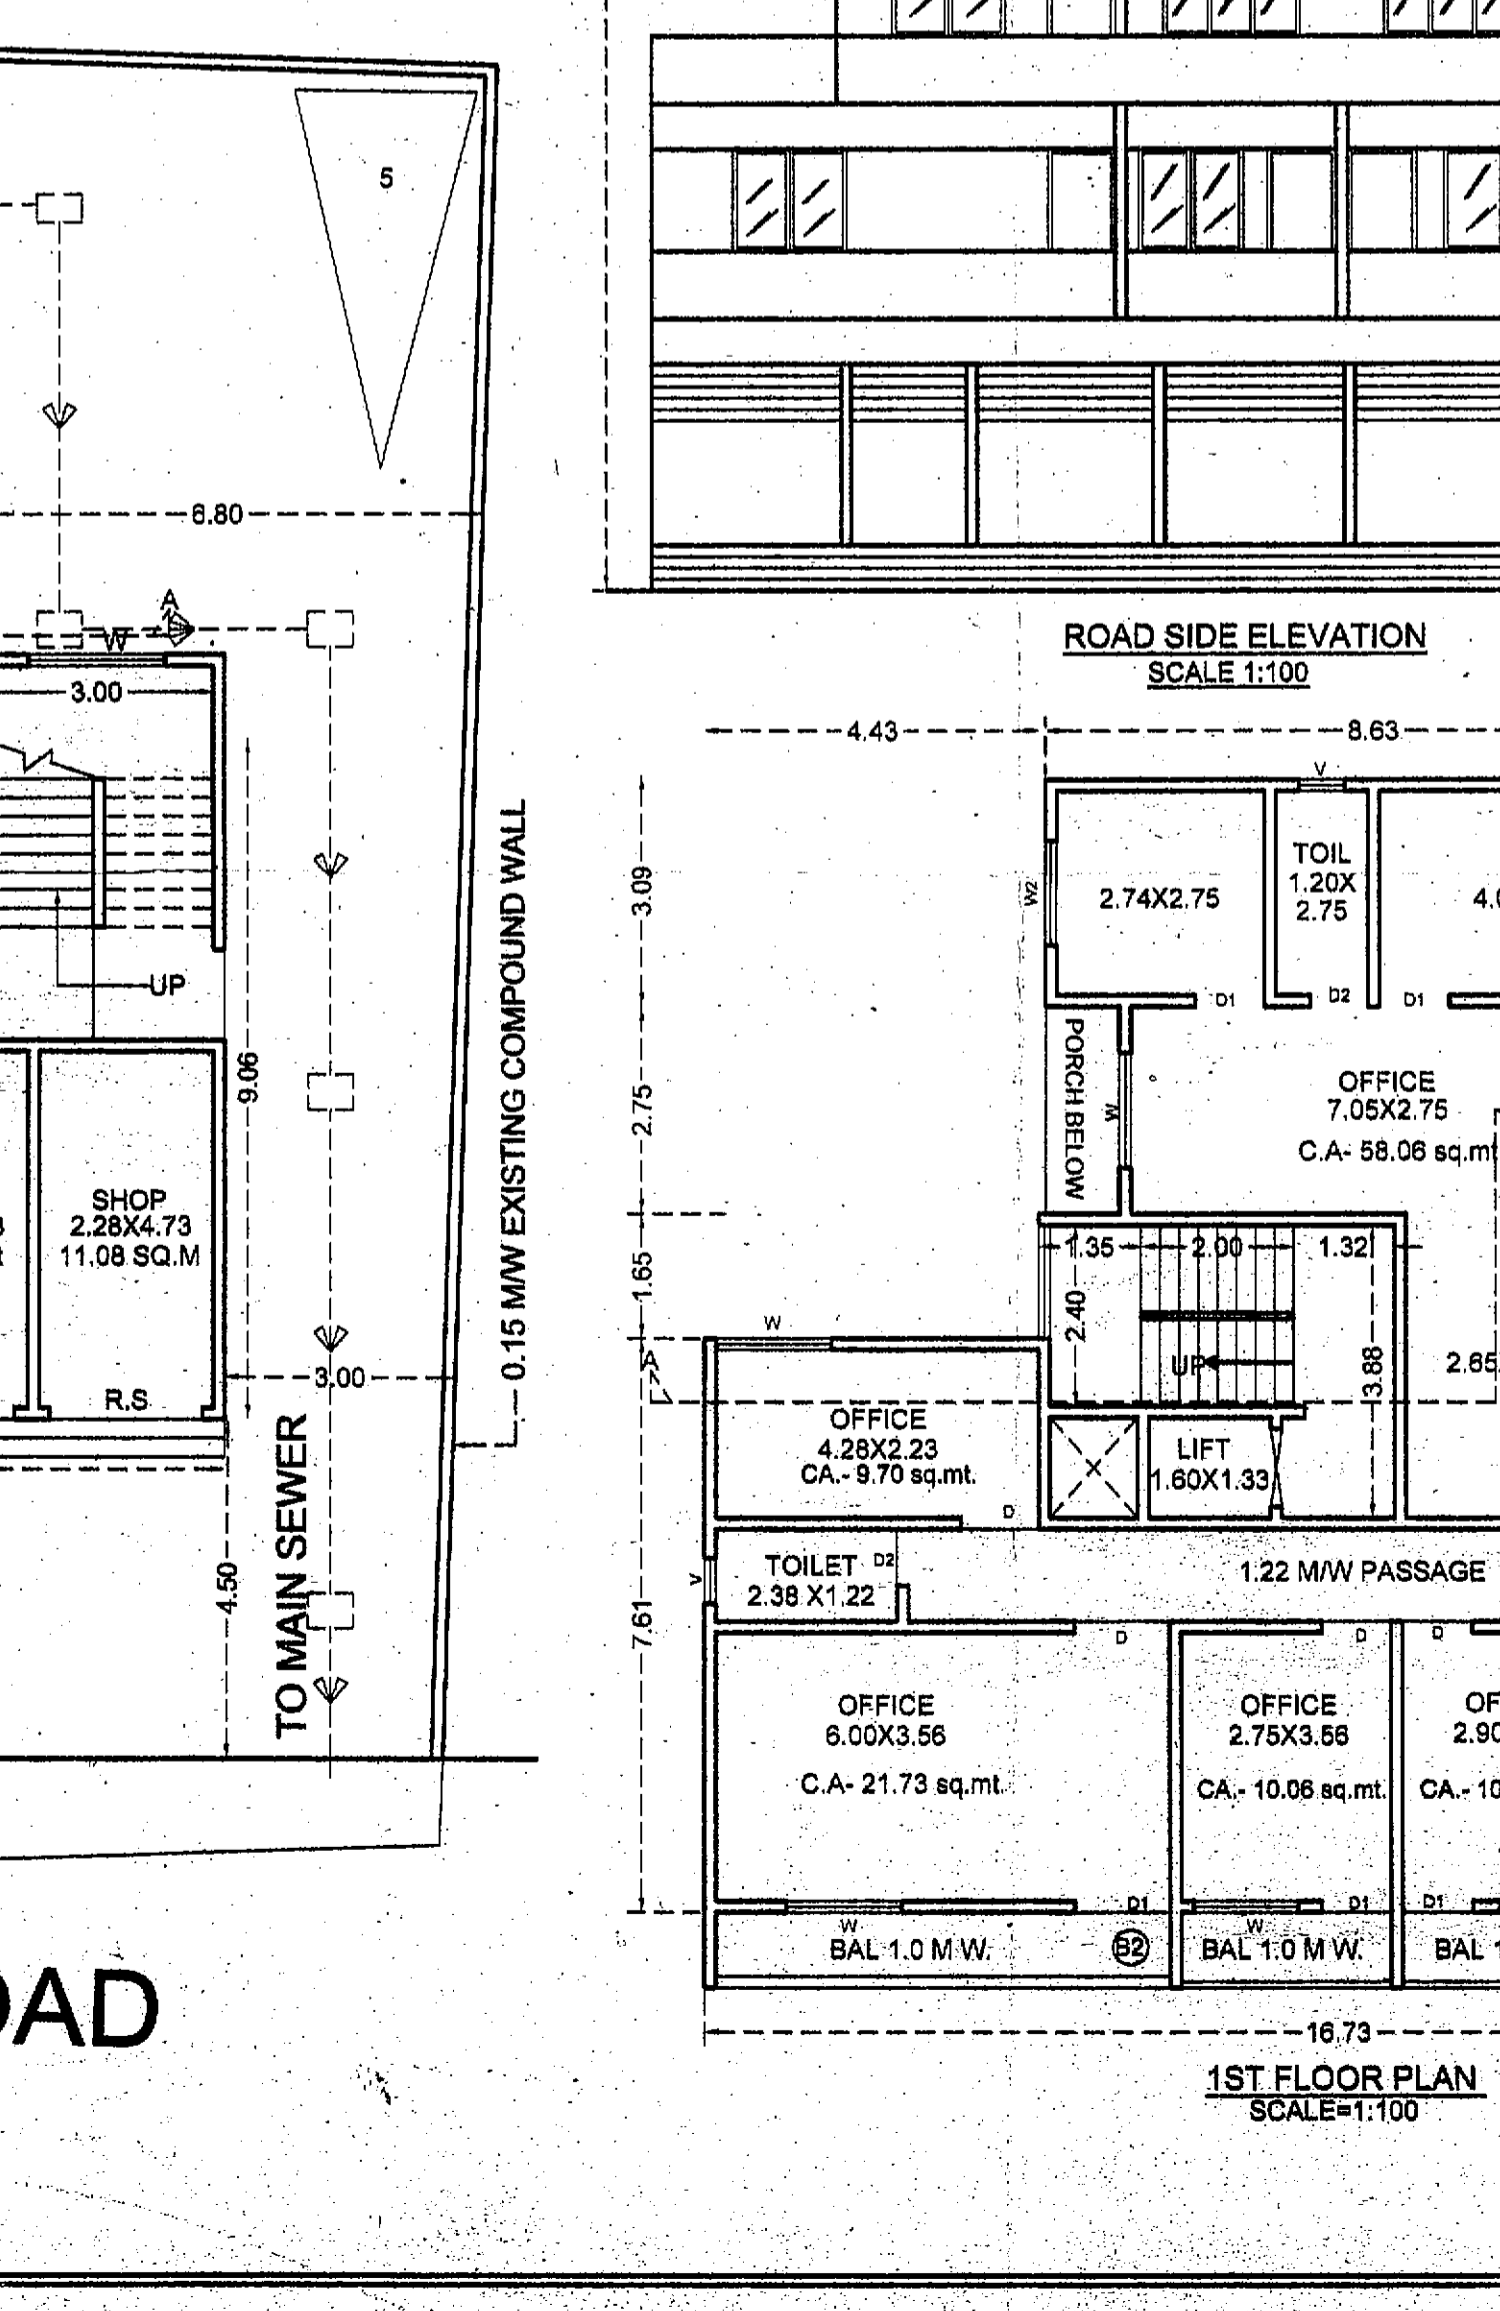 5
6.80
A
W
3.00
UP
9.06
SHOP
2.28X4.73
11.08 SQ.M
R.S
3.00
4.50
TO MAIN SEWER
0.15 M/W EXISTING COMPOUND WALL
OAD
ROAD SIDE ELEVATION
SCALE 1:100
4.43
8.63
V
3.09
W2
2.74X2.75
TOIL
1.20X
2.75
D1
D2
D1
2.75
PORCH BELOW
W
OFFICE
7.05X2.75
C.A- 58.06 sq.mt
1.65
1.35
2.00
1.32
2.40
UP
3.88
2.65
A
W
OFFICE
4.28X2.23
CA.- 9.70 sq.mt.
D
LIFT
1.60X1.33
V
TOILET
D2
2.38 X1.22
1.22 M/W PASSAGE
7.61
D
D
D
OFFICE
6.00X3.56
C.A- 21.73 sq.mt.
OFFICE
2.75X3.56
CA.- 10.06 sq.mt.
OF
2.90
CA.- 10
D1
D1
D1
W
W
BAL 1.0 M W.
B2
BAL 1.0 M W.
BAL 1
16.73
1ST FLOOR PLAN
SCALE=1:100